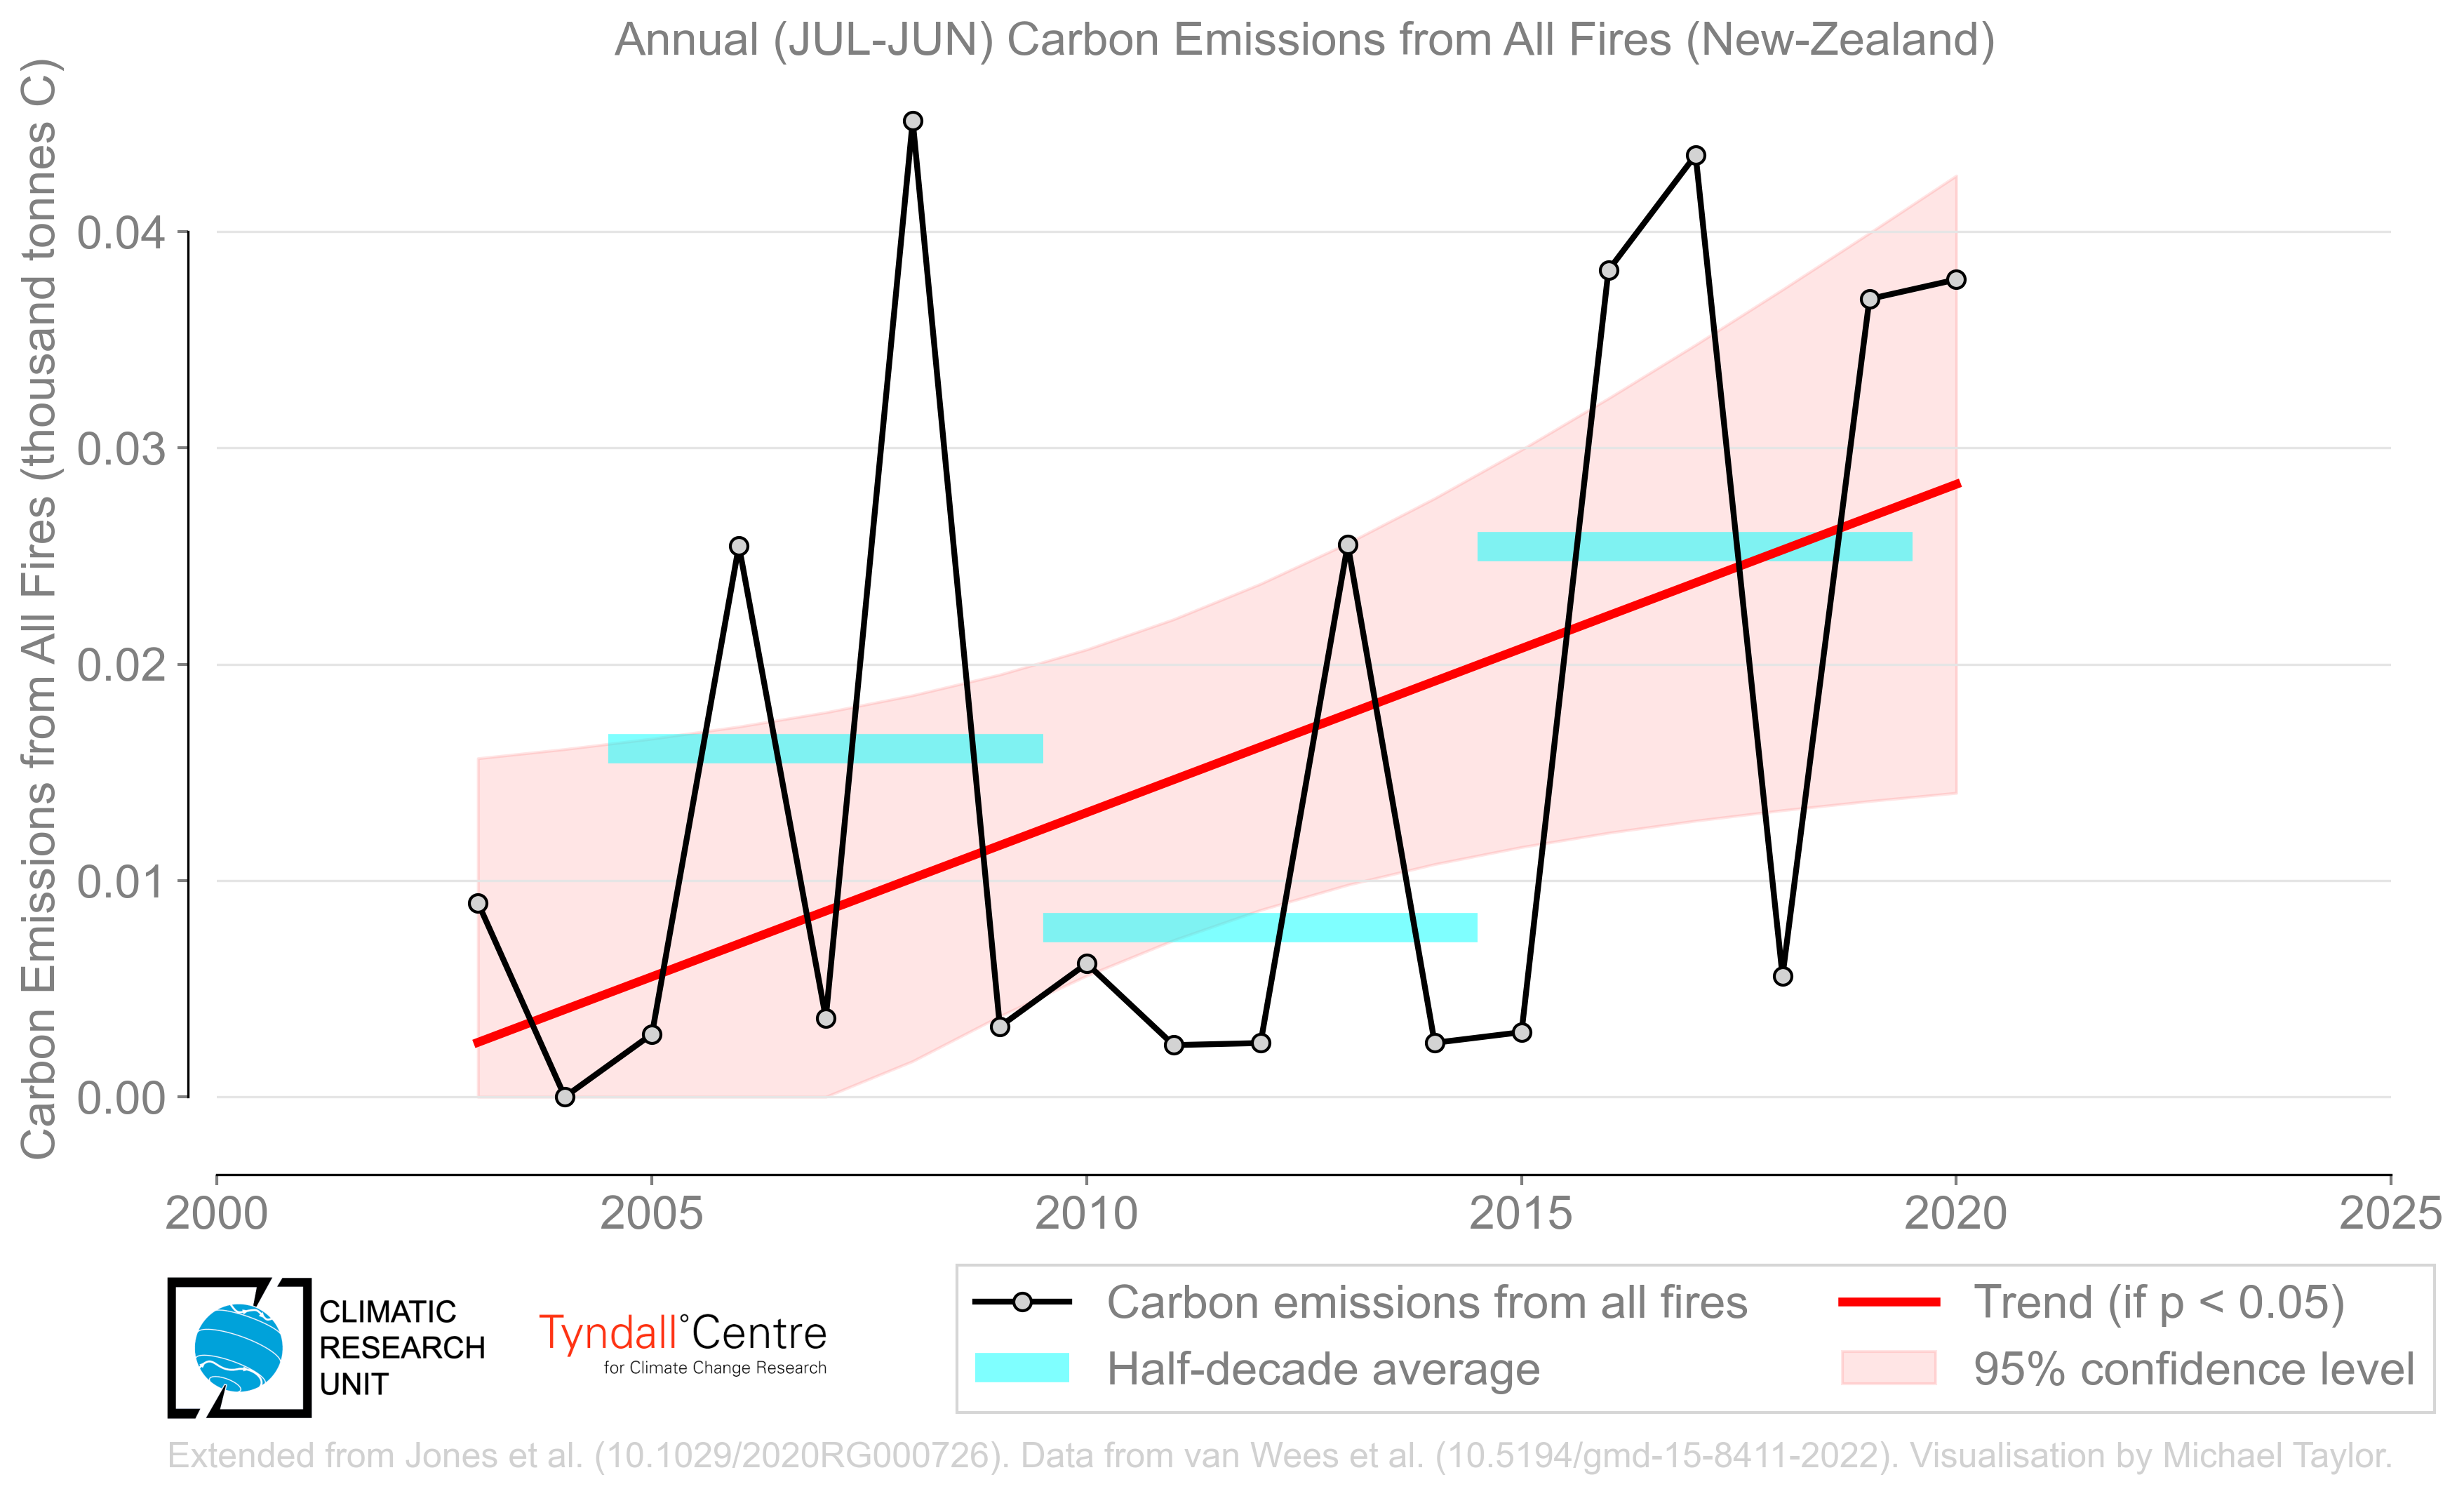 Annual (JUL-JUN) Carbon Emissions from All Fires (New-Zealand)
Carbon Emissions from All Fires (thousand tonnes C)
0.04
0.03
0.02
0.01
0.00
2000 2005 2010 2015 2020 2025
CLIMATIC
RESEARCH
UNIT
Tyndall°Centre
for Climate Change Research
Carbon emissions from all fires
Half-decade average
Trend (if p < 0.05)
95% confidence level
Extended from Jones et al. (10.1029/2020RG000726). Data from van Wees et al. (10.5194/gmd-15-8411-2022). Visualisation by Michael Taylor.